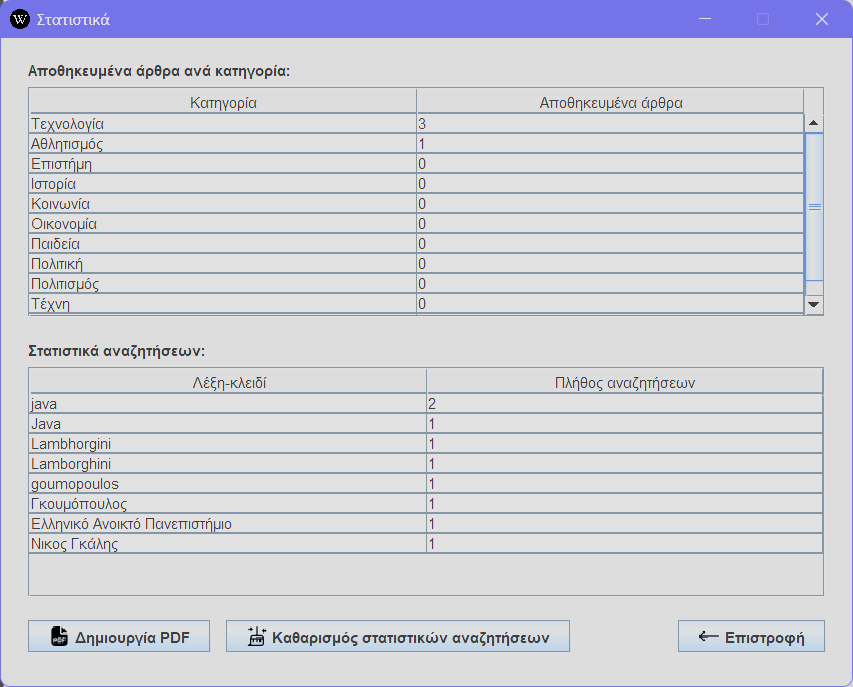 W Στατιστικά
Αποθηκευμένα άρθρα ανά κατηγορία:
Κατηγορία Αποθηκευμένα άρθρα
Τεχνολογία 3
Αθλητισμός 1
Επιστήμη 0
Ιστορία 0
Κοινωνία 0
Οικονομία 0
Παιδεία 0
Πολιτική 0
Πολιτισμός 0
Τέχνη 0
Στατιστικά αναζητήσεων:
Λέξη-κλειδί Πλήθος αναζητήσεων
java 2
Java 1
Lambhorgini 1
Lamborghini 1
goumopoulos 1
Γκουμόπουλος 1
Ελληνικό Ανοικτό Πανεπιστήμιο 1
Νικος Γκάλης 1
PDF Δημιουργία PDF Καθαρισμός στατιστικών αναζητήσεων Επιστροφή